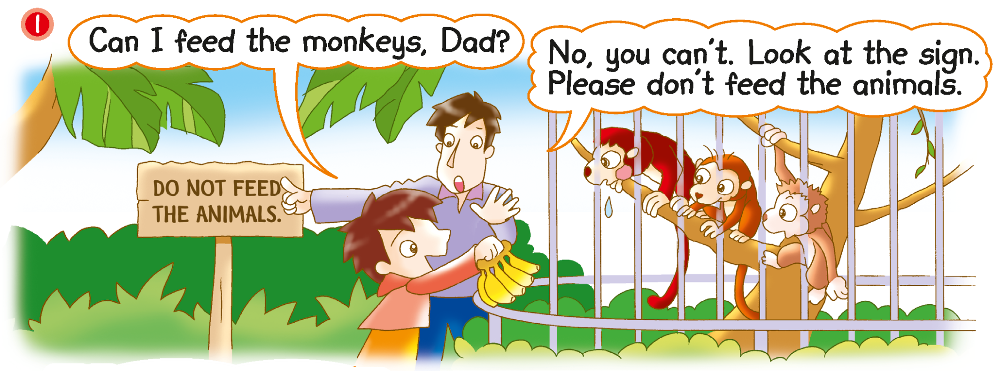 1
Can I feed the monkeys, Dad?
No, you can't. Look at the sign.
Please don't feed the animals.
DO NOT FEED
THE ANIMALS.